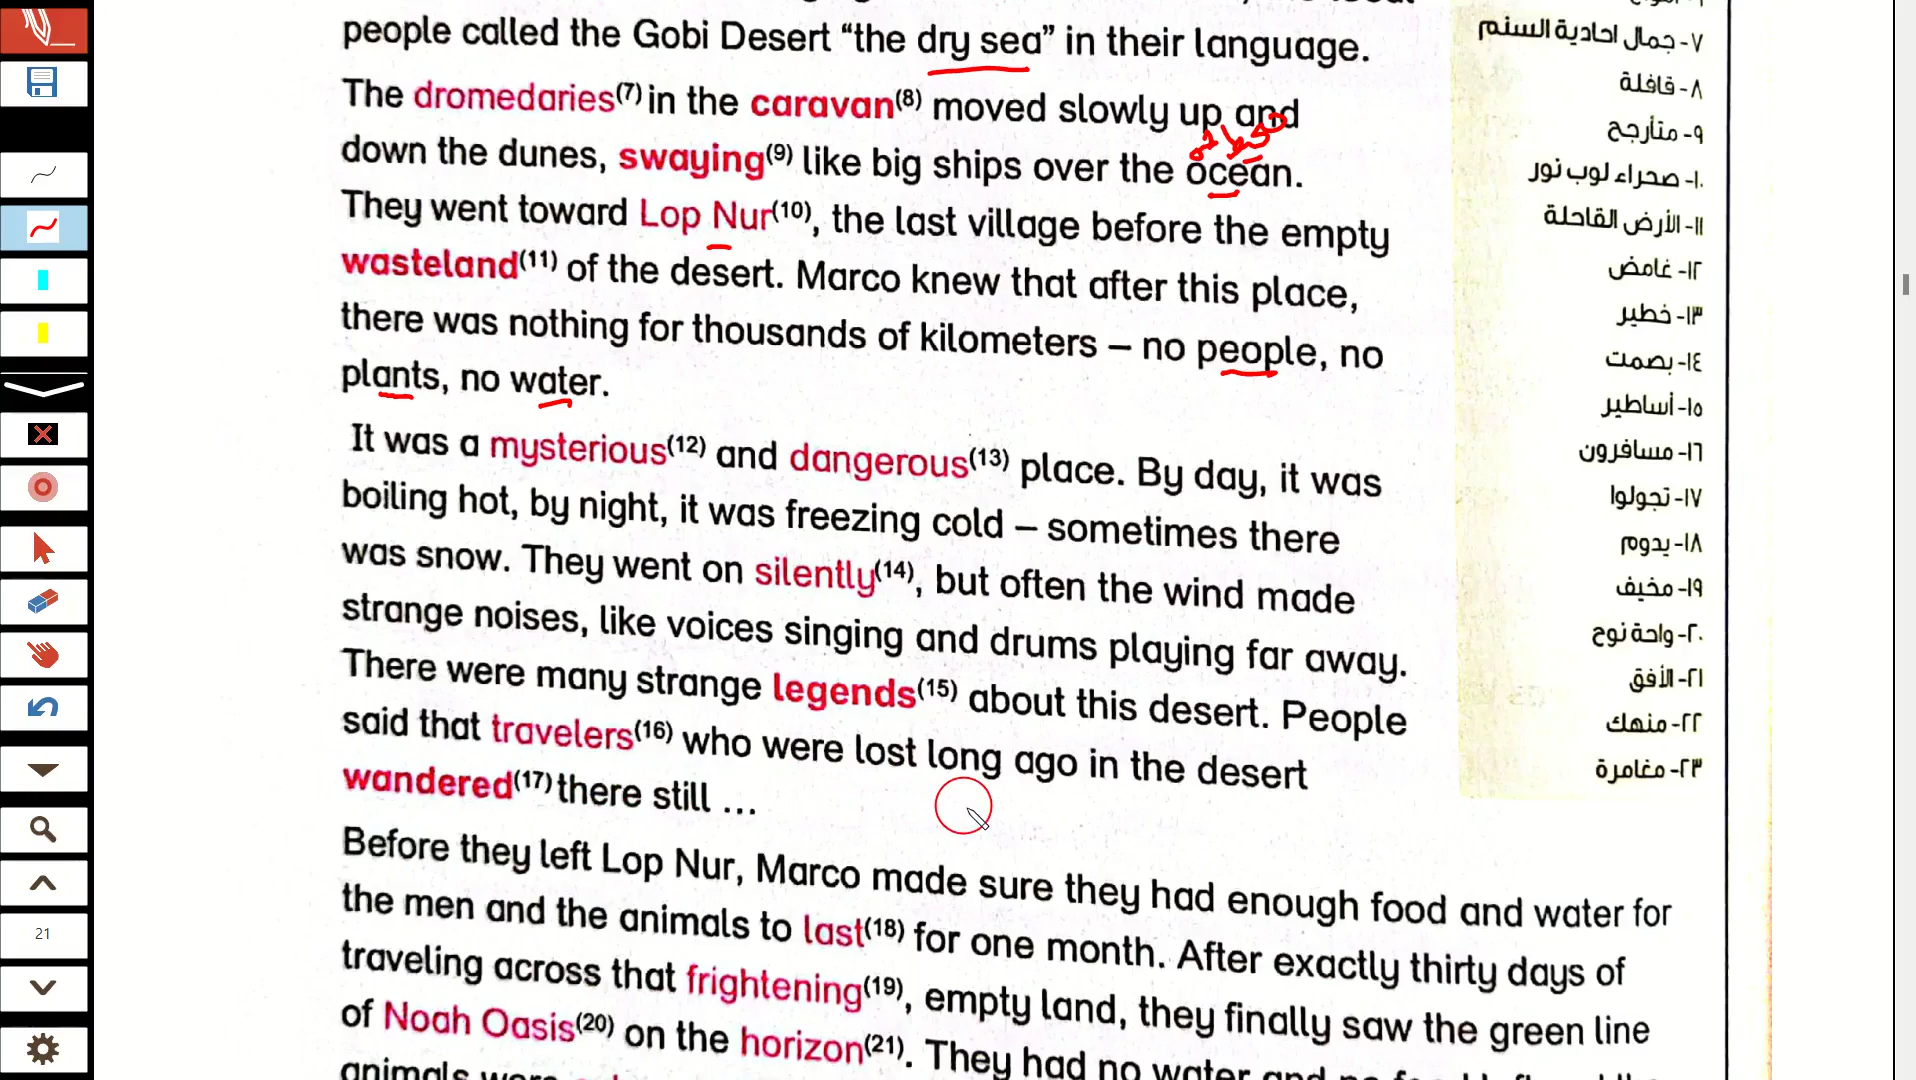 people called the Gobi Desert “the dry sea” in their language.
The dromedaries(7) in the caravan(8) moved slowly up and
down the dunes, swaying(9) like big ships over the ocean.
محيط
They went toward Lop Nur(10), the last village before the empty
wasteland(11) of the desert. Marco knew that after this place,
there was nothing for thousands of kilometers – no people, no
plants, no water.
It was a mysterious(12) and dangerous(13) place. By day, it was
boiling hot, by night, it was freezing cold – sometimes there
was snow. They went on silently(14), but often the wind made
strange noises, like voices singing and drums playing far away.
There were many strange legends(15) about this desert. People
said that travelers(16) who were lost long ago in the desert
wandered(17) there still ...
Before they left Lop Nur, Marco made sure they had enough food and water for
the men and the animals to last(18) for one month. After exactly thirty days of
traveling across that frightening(19), empty land, they finally saw the green line
of Noah Oasis(20) on the horizon(21). They had no water and no food
٧- جمال احادية السنم
٨- قافلة
٩- متأرجح
١٠- صحراء لوب نور
١١- الأرض القاحلة
١٢- غامض
١٣- خطير
١٤- بصمت
١٥- أساطير
١٦- مسافرون
١٧- تجولوا
١٨- يدوم
١٩- مخيف
٢٠- واحة نوح
٢١- الأفق
٢٢- منهك
٢٣- مغامرة
21